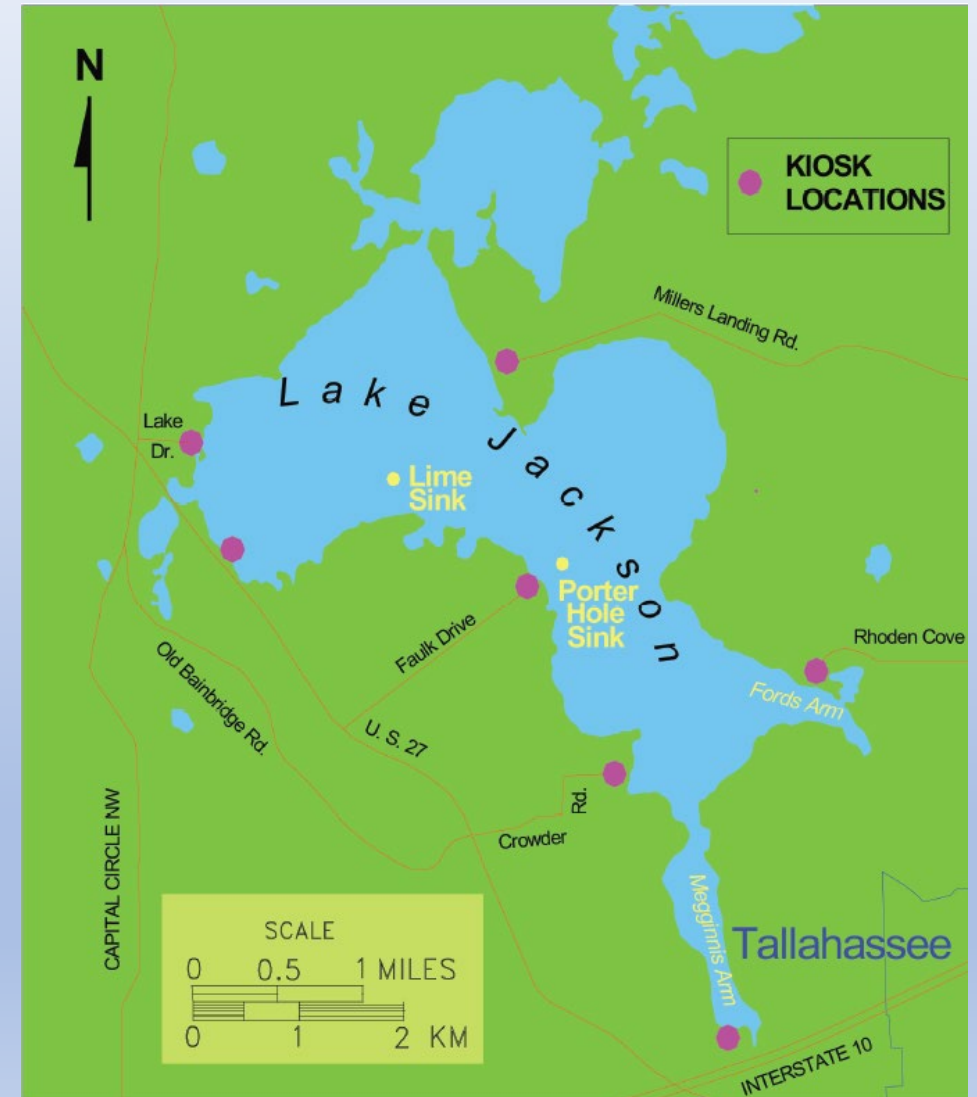 N
KIOSK
LOCATIONS
Millers Landing Rd.
Lake Jackson
Lake
Dr.
Lime
Sink
Porter
Hole
Sink
Faulk Drive
Rhoden Cove
Fords Arm
Old Bainbridge Rd.
U. S. 27
Crowder
Rd.
CAPITAL CIRCLE NW
Megginnis Arm
Tallahassee
SCALE
0 0.5 1 MILES
0 1 2 KM
INTERSTATE 10